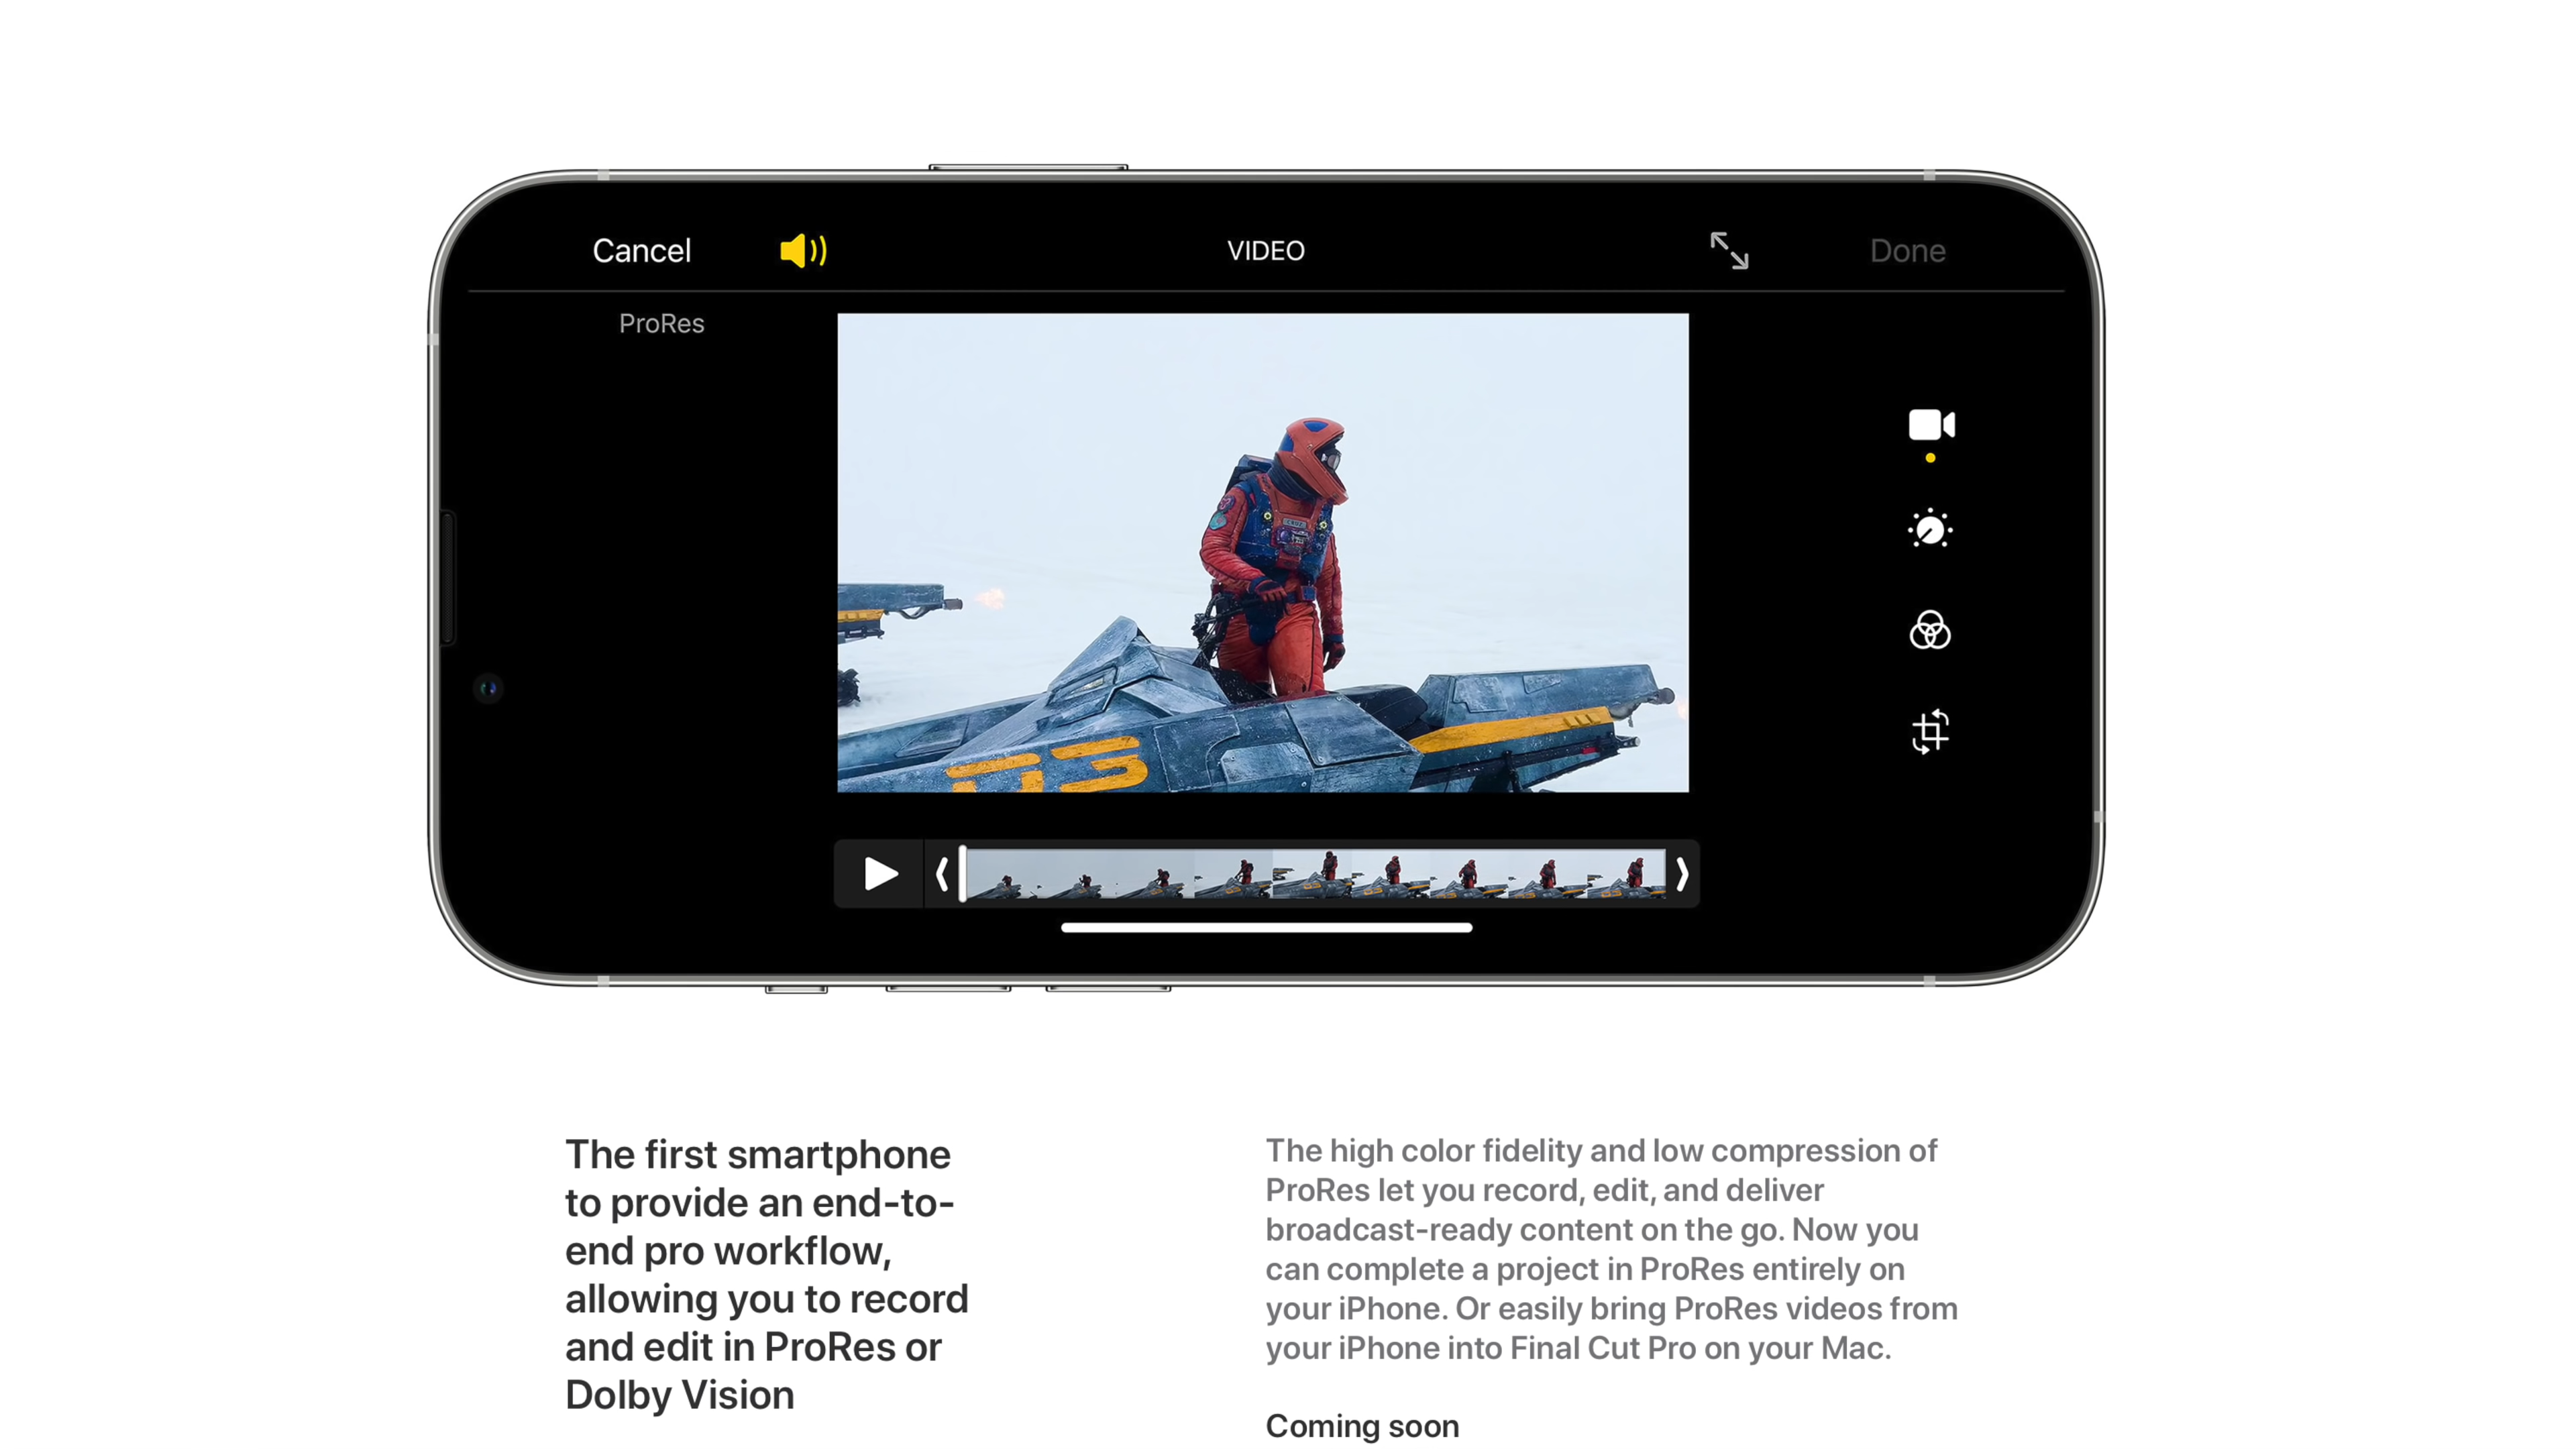 Cancel
VIDEO
Done
ProRes
03
The first smartphone
to provide an end-to-
end pro workflow,
allowing you to record
and edit in ProRes or
Dolby Vision
The high color fidelity and low compression of
ProRes let you record, edit, and deliver
broadcast-ready content on the go. Now you
can complete a project in ProRes entirely on
your iPhone. Or easily bring ProRes videos from
your iPhone into Final Cut Pro on your Mac.
Coming soon